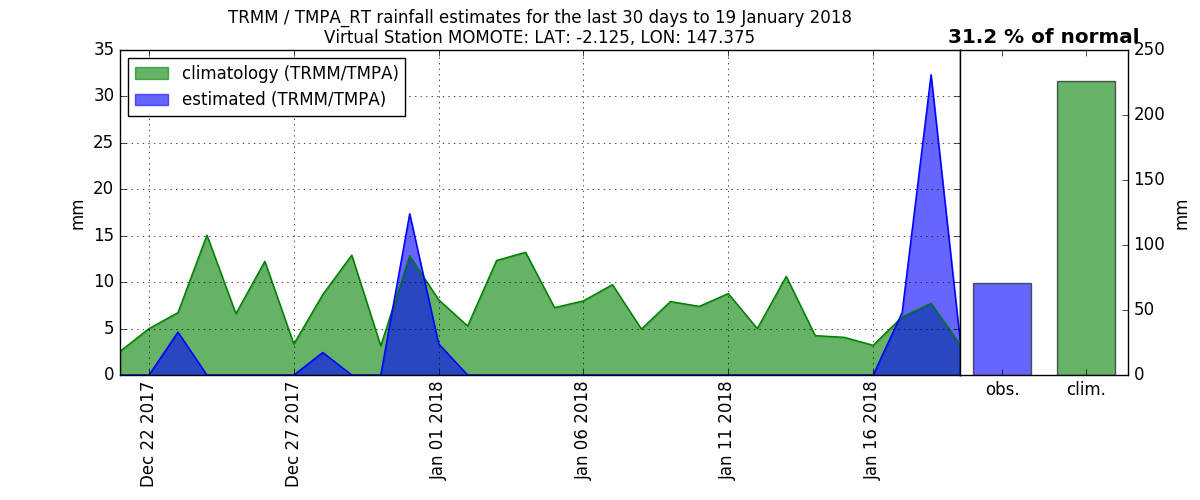 TRMM / TMPA_RT rainfall estimates for the last 30 days to 19 January 2018
Virtual Station MOMOTE: LAT: -2.125, LON: 147.375
31.2 % of normal
climatology (TRMM/TMPA)
estimated (TRMM/TMPA)
35
30
25
20
15
10
5
0
mm
250
200
150
100
50
0
mm
Dec 22 2017
Dec 27 2017
Jan 01 2018
Jan 06 2018
Jan 11 2018
Jan 16 2018
obs.
clim.